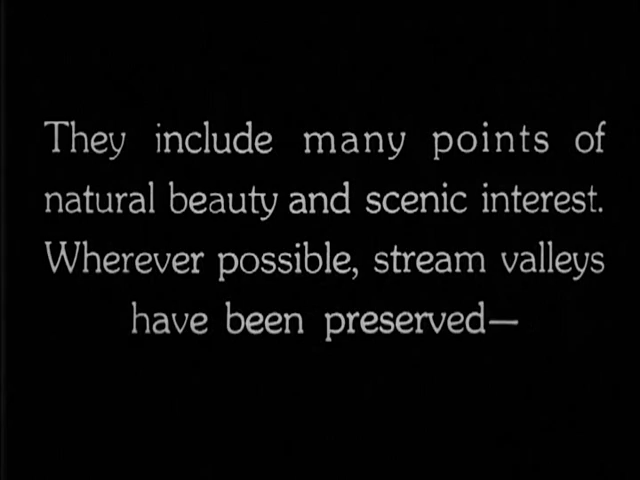 They include many points of
natural beauty and scenic interest.
Wherever possible, stream valleys
have been preserved—